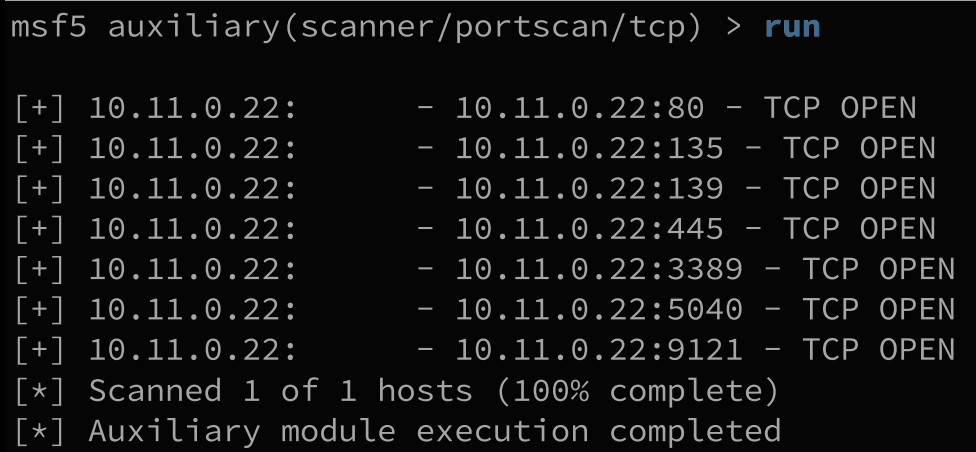 msf5 auxiliary(scanner/portscan/tcp) > run
[+] 10.11.0.22:      - 10.11.0.22:80 - TCP OPEN
[+] 10.11.0.22:      - 10.11.0.22:135 - TCP OPEN
[+] 10.11.0.22:      - 10.11.0.22:139 - TCP OPEN
[+] 10.11.0.22:      - 10.11.0.22:445 - TCP OPEN
[+] 10.11.0.22:      - 10.11.0.22:3389 - TCP OPEN
[+] 10.11.0.22:      - 10.11.0.22:5040 - TCP OPEN
[+] 10.11.0.22:      - 10.11.0.22:9121 - TCP OPEN
[*] Scanned 1 of 1 hosts (100% complete)
[*] Auxiliary module execution completed